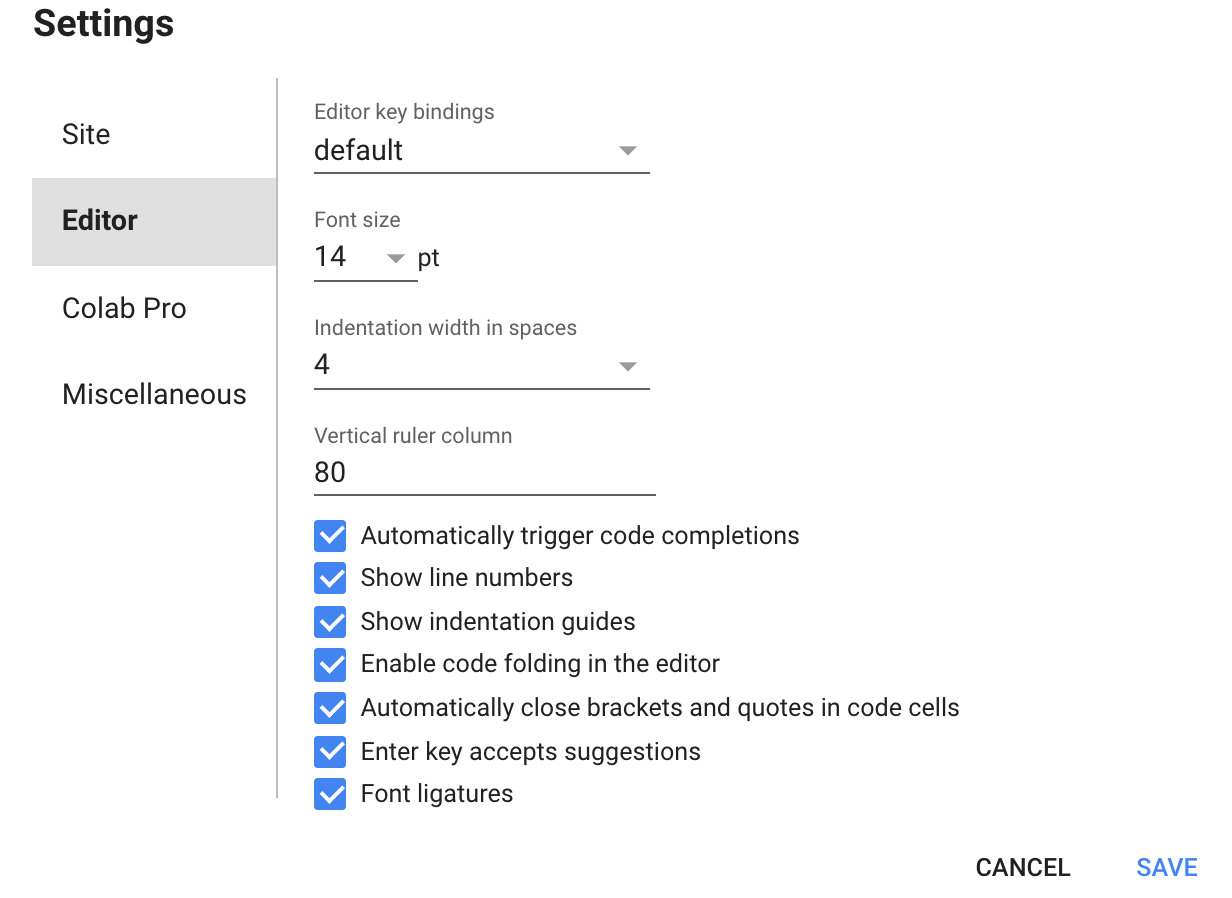 Settings
Site
Editor
Colab Pro
Miscellaneous
Editor key bindings
default
Font size
14 pt
Indentation width in spaces
4
Vertical ruler column
80
Automatically trigger code completions
Show line numbers
Show indentation guides
Enable code folding in the editor
Automatically close brackets and quotes in code cells
Enter key accepts suggestions
Font ligatures
CANCEL SAVE